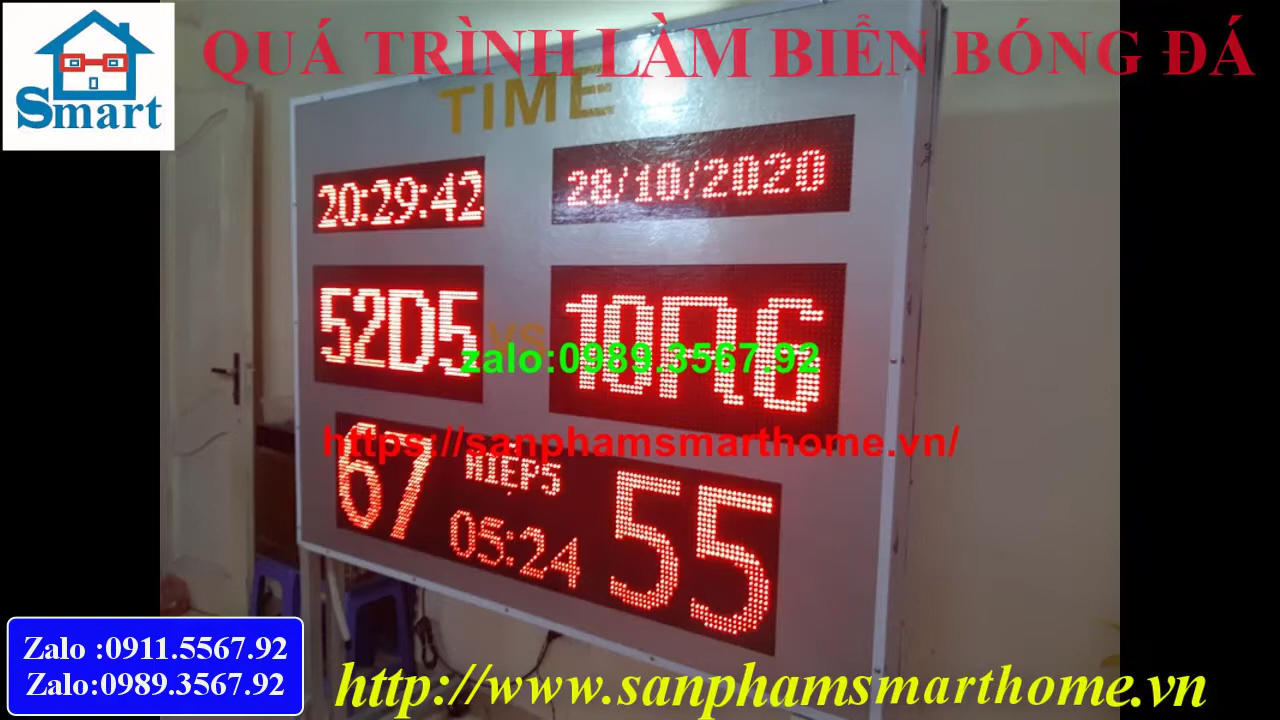 Smart
QUÁ TRÌNH LÀM BIỂN BÓNG ĐÁ
TIME
20:29:42
28/10/2020
52D5
VS
10R6
zalo:0989.3567.92
https://sanphamsmarthome.vn/
67
HIỆP5
05:24
55
Zalo :0911.5567.92
Zalo:0989.3567.92
http://www.sanphamsmarthome.vn